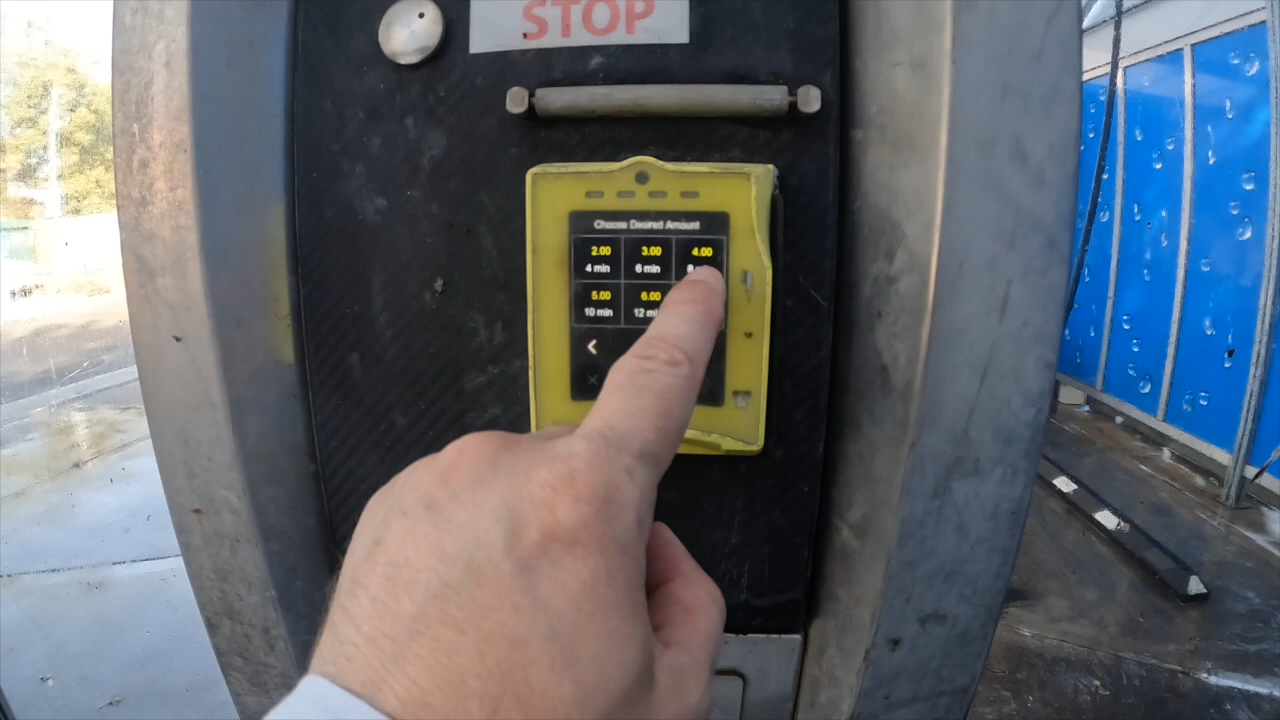 STOP
Choose Desired Amount
2.00 3.00 4.00
4 min 6 min
5.00 6.00
10 min 12